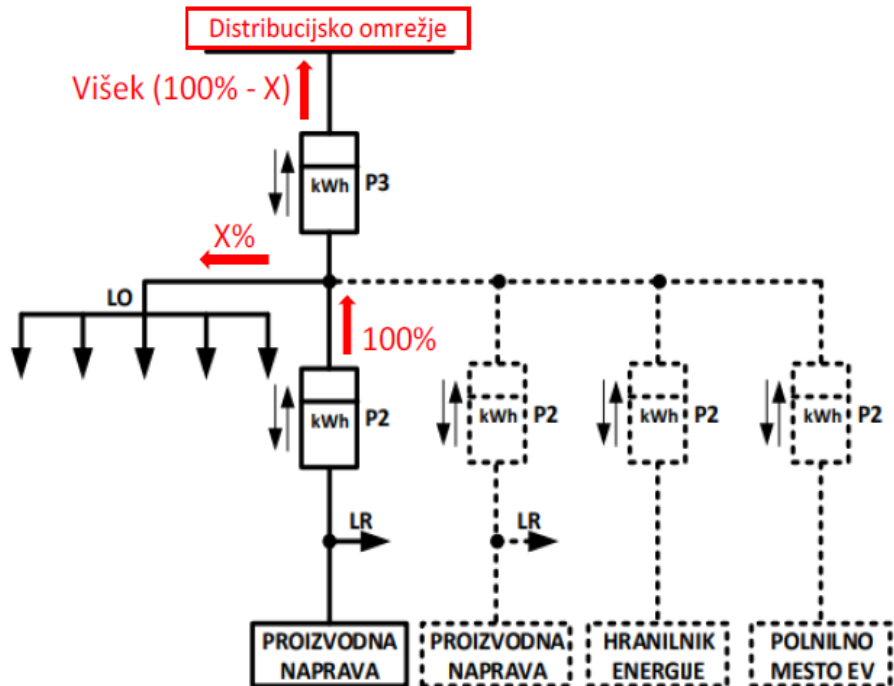 Distribucijsko omrežje
Višek (100% - X)
kWh P3
X%
LO
100%
kWh P2
kWh P2
kWh P2
kWh P2
LR
LR
PROIZVODNA
NAPRAVA
PROIZVODNA
NAPRAVA
HRANILNIK
ENERGIJE
POLNILNO
MESTO EV